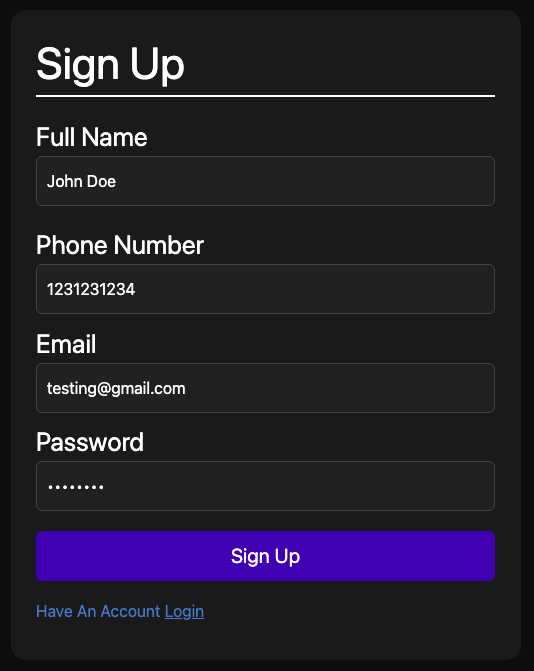 Sign Up
Full Name
John Doe
Phone Number
1231231234
Email
testing@gmail.com
Password
••••••••
Sign Up
Have An Account Login